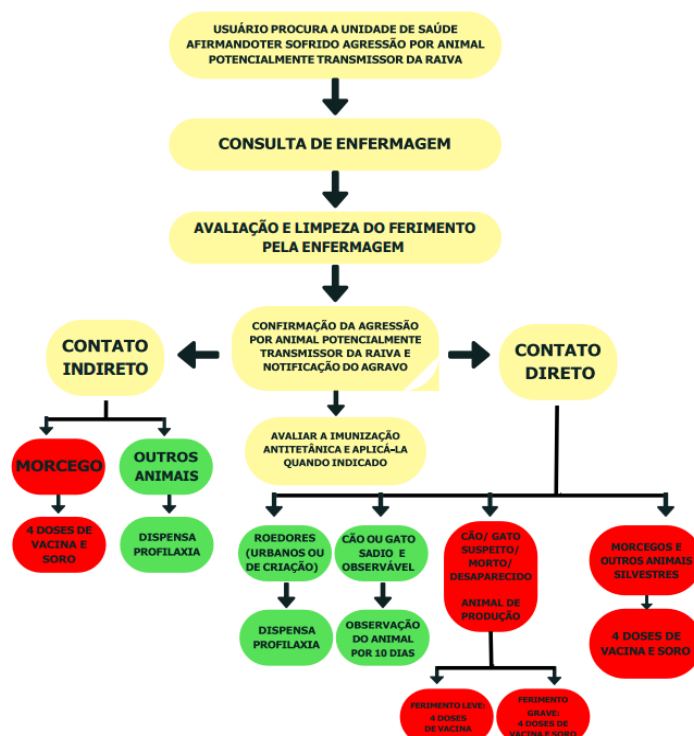 USUÁRIO PROCURA A UNIDADE DE SAÚDE
AFIRMANDOTER SOFRIDO AGRESSÃO POR ANIMAL
POTENCIALMENTE TRANSMISSOR DA RAIVA
CONSULTA DE ENFERMAGEM
AVALIAÇÃO E LIMPEZA DO FERIMENTO
PELA ENFERMAGEM
CONFIRMAÇÃO DA AGRESSÃO
POR ANIMAL POTENCIALMENTE
TRANSMISSOR DA RAIVA E
NOTIFICAÇÃO DO AGRAVO
CONTATO
INDIRETO
CONTATO
DIRETO
AVALIAR A IMUNIZAÇÃO
ANTITETÂNICA E APLICÁ-LA
QUANDO INDICADO
MORCEGO
OUTROS
ANIMAIS
4 DOSES DE
VACINA E
SORO
DISPENSA
PROFILAXIA
ROEDORES
(URBANOS OU
DE CRIAÇÃO)
CÃO OU GATO
SADIO E
OBSERVÁVEL
CÃO/ GATO
SUSPEITO/
MORTO/
DESAPARECIDO
ANIMAL DE
PRODUÇÃO
MORCEGOS E
OUTROS ANIMAIS
SILVESTRES
DISPENSA
PROFILAXIA
OBSERVAÇÃO
DO ANIMAL
POR 10 DIAS
4 DOSES DE
VACINA E SORO
FERIMENTO LEVE:
4 DOSES
DE VACINA
FERIMENTO
GRAVE:
4 DOSES DE
VACINA E SORO